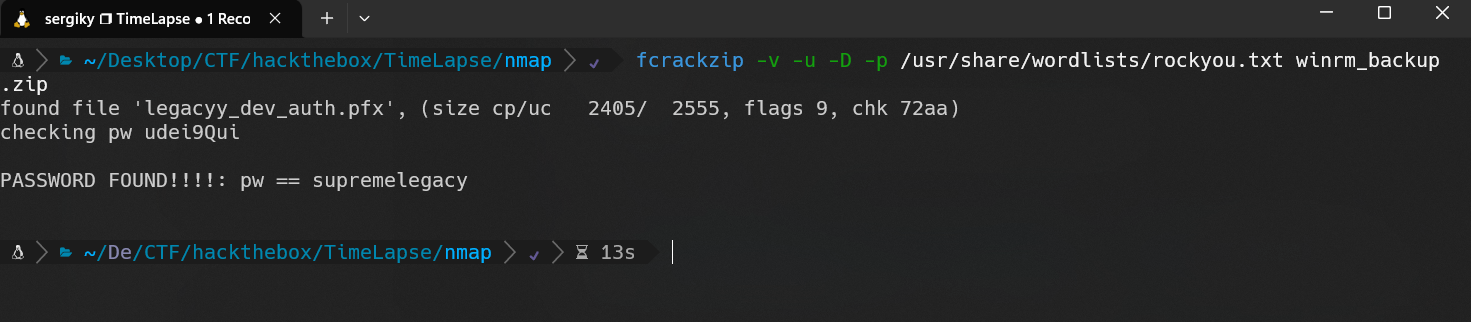 sergiky TimeLapse ● 1 Reco
~/Desktop/CTF/hackthebox/TimeLapse/nmap fcrackzip -v -u -D -p /usr/share/wordlists/rockyou.txt winrm_backup
.zip
found file 'legacyy_dev_auth.pfx', (size cp/uc   2405/  2555, flags 9, chk 72aa)
checking pw udei9Qui
PASSWORD FOUND!!!!: pw == supremelegacy
~/De/CTF/hackthebox/TimeLapse/nmap 13s